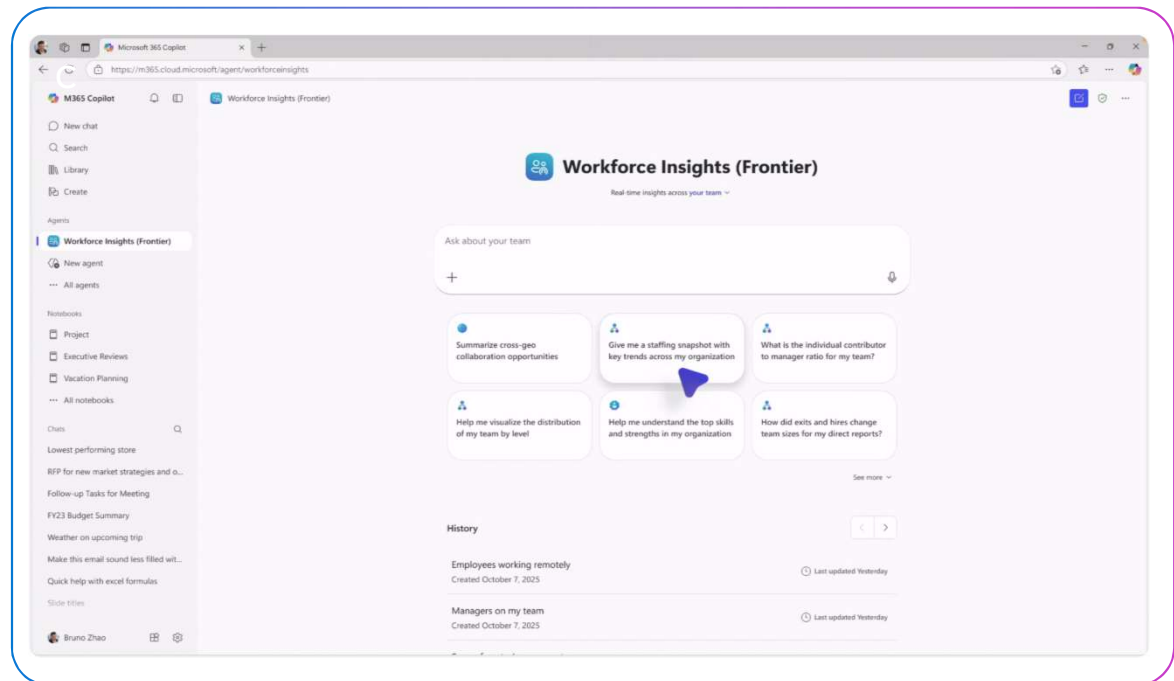 Microsoft 365 Copilot
https://m365.cloud.microsoft/agent/workforceinsights
M365 Copilot
New chat
Search
Library
Create
Agents
Workforce Insights (Frontier)
New agent
All agents
Notebooks
Project
Executive Reviews
Vacation Planning
All notebooks
Chats
Lowest performing store
RFP for new market strategies and o...
Follow-up Tasks for Meeting
FY23 Budget Summary
Weather on upcoming trip
Make this email sound less filled wit...
Quick help with excel formulas
Slide titles
Bruno Zhao
Workforce Insights (Frontier)
Workforce Insights (Frontier)
Real-time insights across your team
Ask about your team
Summarize cross-geo
collaboration opportunities
Give me a staffing snapshot with
key trends across my organization
What is the individual contributor
to manager ratio for my team?
Help me visualize the distribution
of my team by level
Help me understand the top skills
and strengths in my organization
How did exits and hires change
team sizes for my direct reports?
See more
History
Employees working remotely
Created October 7, 2025
Last updated Yesterday
Managers on my team
Created October 7, 2025
Last updated Yesterday